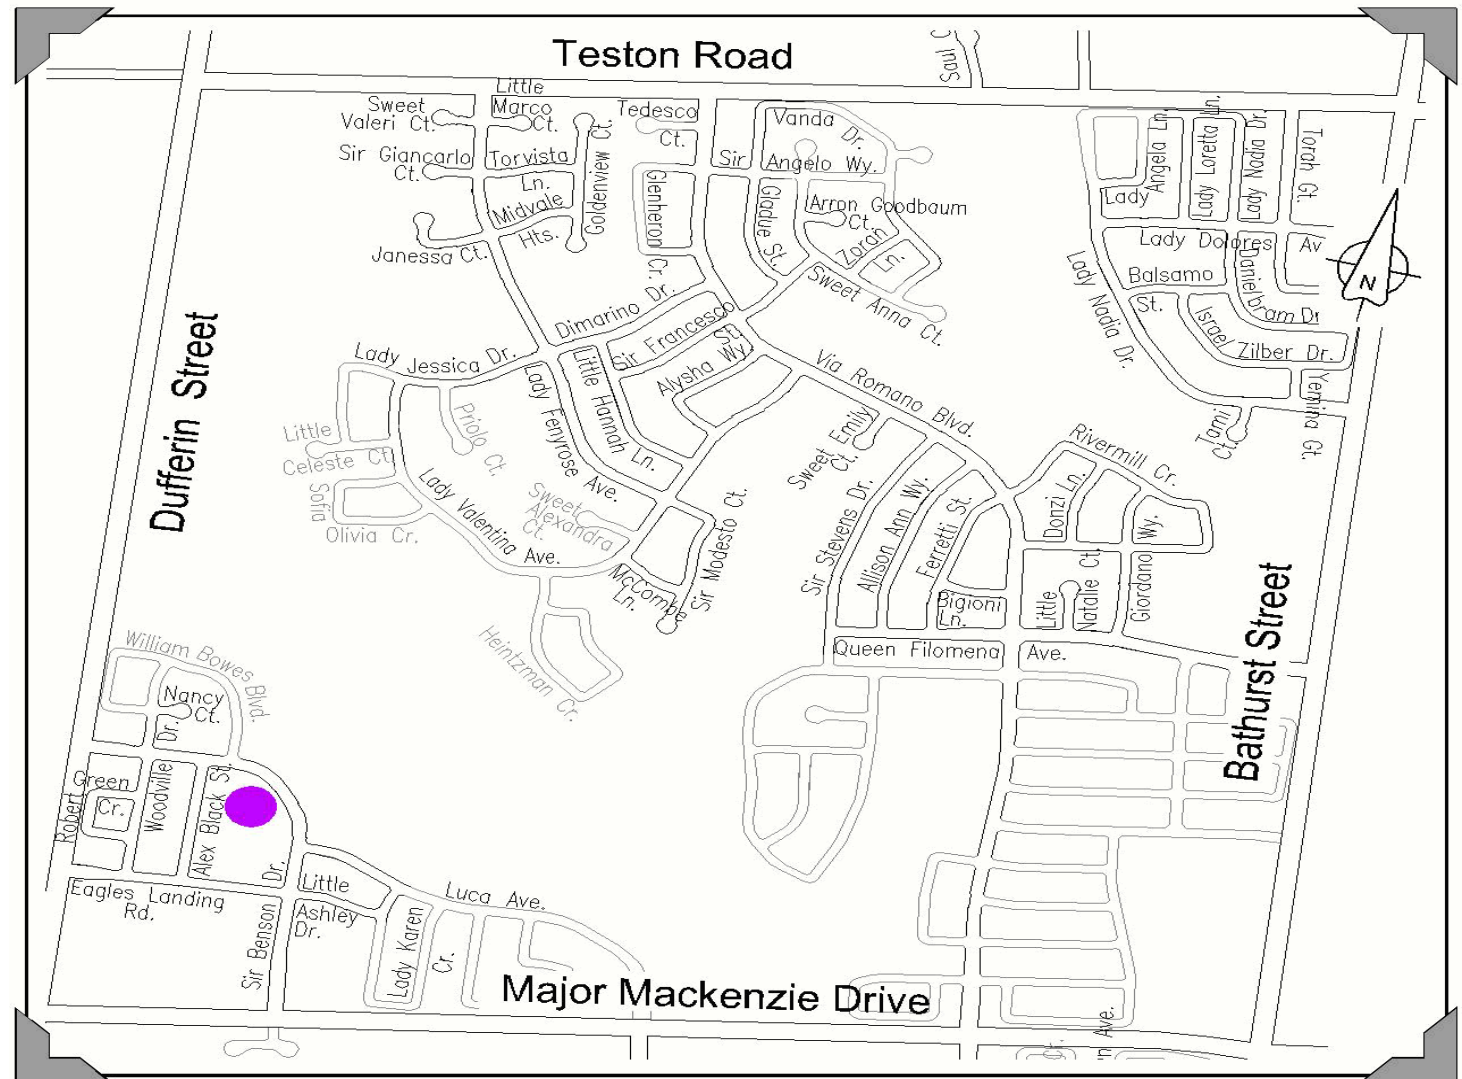 Teston Road
Saul
Little
Sweet
Marco
Tedesco
Valeri Ct.
Ct.
Vanda
Dr.
Ct.
Sir Giancarlo
Ct.
Torvista
Ln.
Goldenview Ct.
Sir Angelo Wy.
Midvale
Hts.
Glenheron Cr.
Gladue St.
Arron Goodbaum
Ct.
Zorah
Ln.
Janessa Ct.
Sweet Anna Ct.
Angela Ln.
Lady
Lady Loretta Ln.
Lady Nadia Dr.
Torah Gt.
Lady Dolores Av
Balsamo
St.
Danielbram Dr
Israel
Zilber Dr.
Lady Nadia Dr.
Yemina Gt.
Tami
Ct.
N
Dufferin Street
Dimarino Dr.
Sir Francesco
St.
Alysha Wy.
Lady Jessica Dr.
Little Hannah Ln.
Lady Fenyrose Ave.
Via Romano Blvd.
Priolo Ct.
Little
Celeste Ct
Sofia
Olivia Cr.
Lady Valentina Ave.
Sweet
Alexandra
Ct.
McCombe
Ln.
Sir Modesto Ct.
Heintzman Cr.
Sweet Emily
Ct.
Sir Stevens Dr.
Allison Ann Wy.
Ferretti St.
Bigioni
Ln.
Rivermill Cr.
Donzi Ln.
Giordano Wy.
Little
Natalie Ct.
Queen Filomena Ave.
Bathurst Street
William Bowes Blvd.
Nancy
Ct.
Woodville Dr.
Robert Green
Cr.
Alex Black St.
Eagles Landing
Rd.
Sir Benson Dr.
Little
Ashley
Dr.
Luca Ave.
Lady Karen
Cr.
Major Mackenzie Drive
Ct.
n Ave.